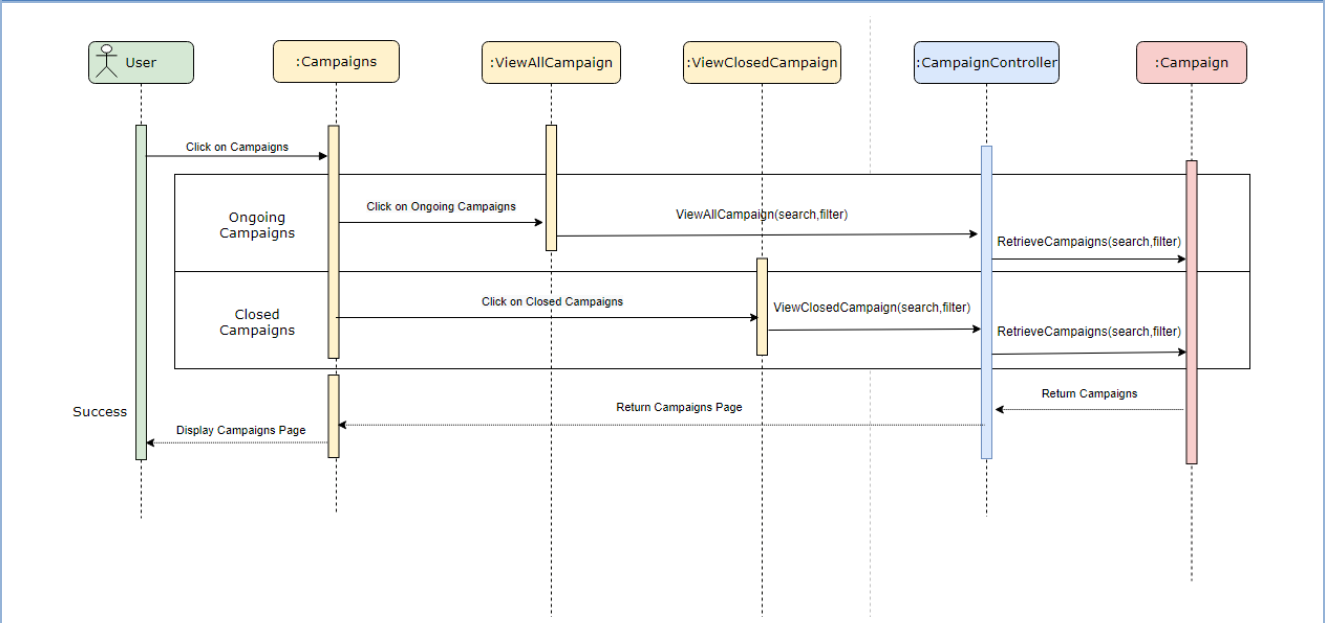 User
:Campaigns
:ViewAllCampaign
:ViewClosedCampaign
:CampaignController
:Campaign
Click on Campaigns
Ongoing
Campaigns
Click on Ongoing Campaigns
ViewAllCampaign(search,filter)
RetrieveCampaigns(search,filter)
Closed
Campaigns
Click on Closed Campaigns
ViewClosedCampaign(search,filter)
RetrieveCampaigns(search,filter)
Return Campaigns
Success
Return Campaigns Page
Display Campaigns Page